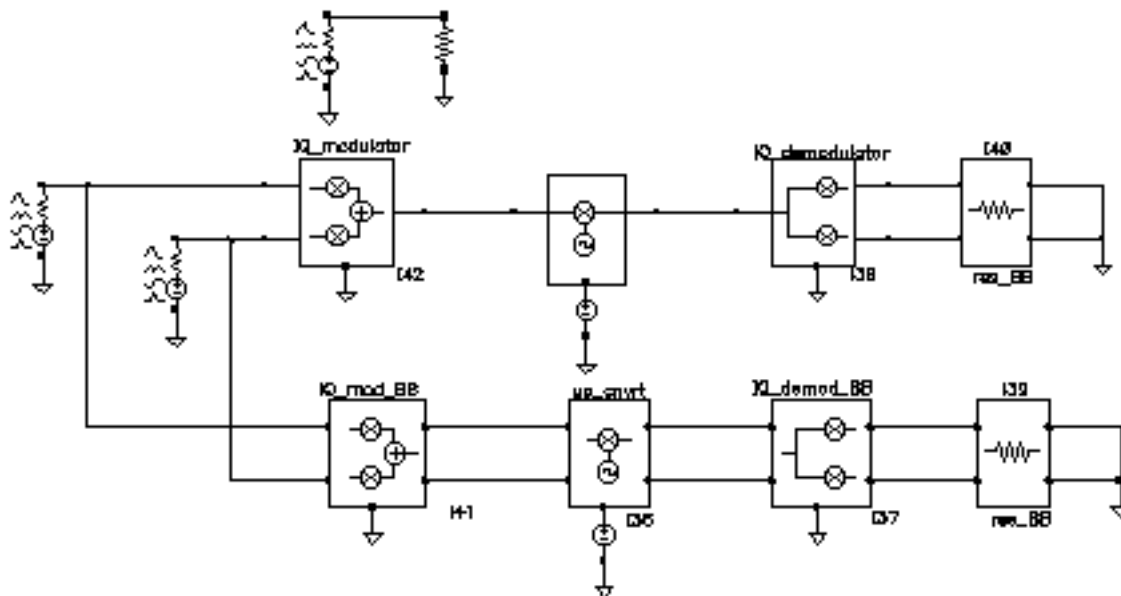 IQ_modulator
IQ_demodulator
I40
I42
I38
res_BB
IQ_mod_BB
up_cnvrt
IQ_demod_BB
I39
I41
I36
I37
res_BB